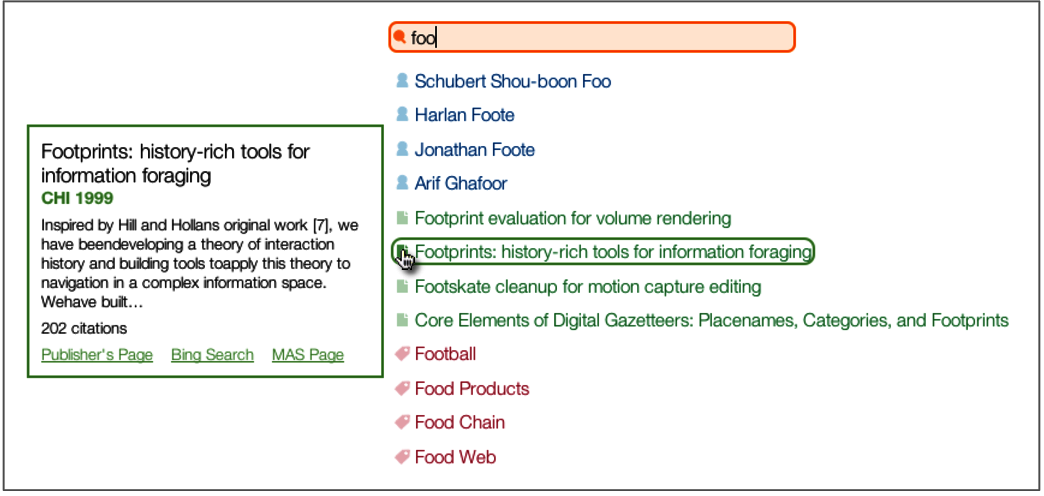 foo
Schubert Shou-boon Foo
Harlan Foote
Jonathan Foote
Arif Ghafoor
Footprint evaluation for volume rendering
Footprints: history-rich tools for information foraging
Footskate cleanup for motion capture editing
Core Elements of Digital Gazetteers: Placenames, Categories, and Footprints
Football
Food Products
Food Chain
Food Web
Footprints: history-rich tools for
information foraging
CHI 1999
Inspired by Hill and Hollans original work [7], we
have beendeveloping a theory of interaction
history and building tools toapply this theory to
navigation in a complex information space.
Wehave built...
202 citations
Publisher's Page Bing Search MAS Page